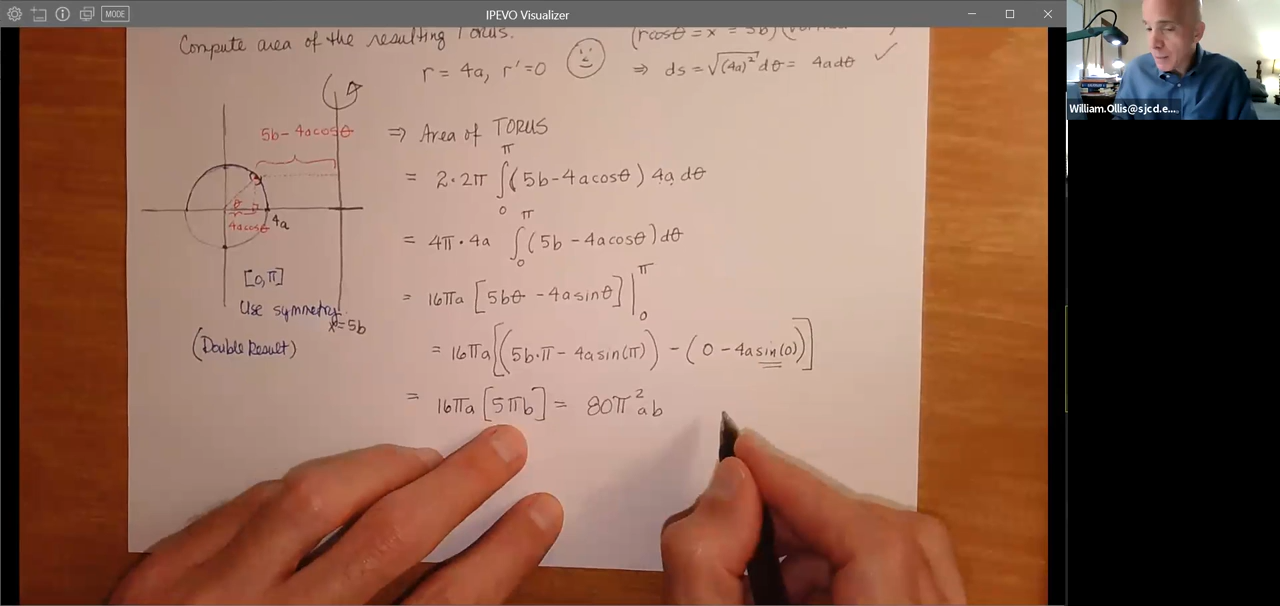 IPEVO Visualizer
MODE
William.Ollis@sjcd.e...
Compute area of the resulting Torus.
(rcosθ = x = 5b)
r = 4a, r'=0
⇒ ds = √(4a)² dθ = 4adθ ✓
5b-4acosθ
θ
4acosθ
4a
[0,π]
Use symmetry.
x=5b
(Double Result)
⇒ Area of TORUS
= 2·2π ∫₀^π (5b-4acosθ) 4a dθ
= 4π·4a ∫₀^π (5b-4acosθ)dθ
= 16πa [5bθ -4asinθ] |₀^π
= 16πa[(5b·π-4asin(π)) - (0-4asin(0))]
= 16πa[5πb] = 80π²ab